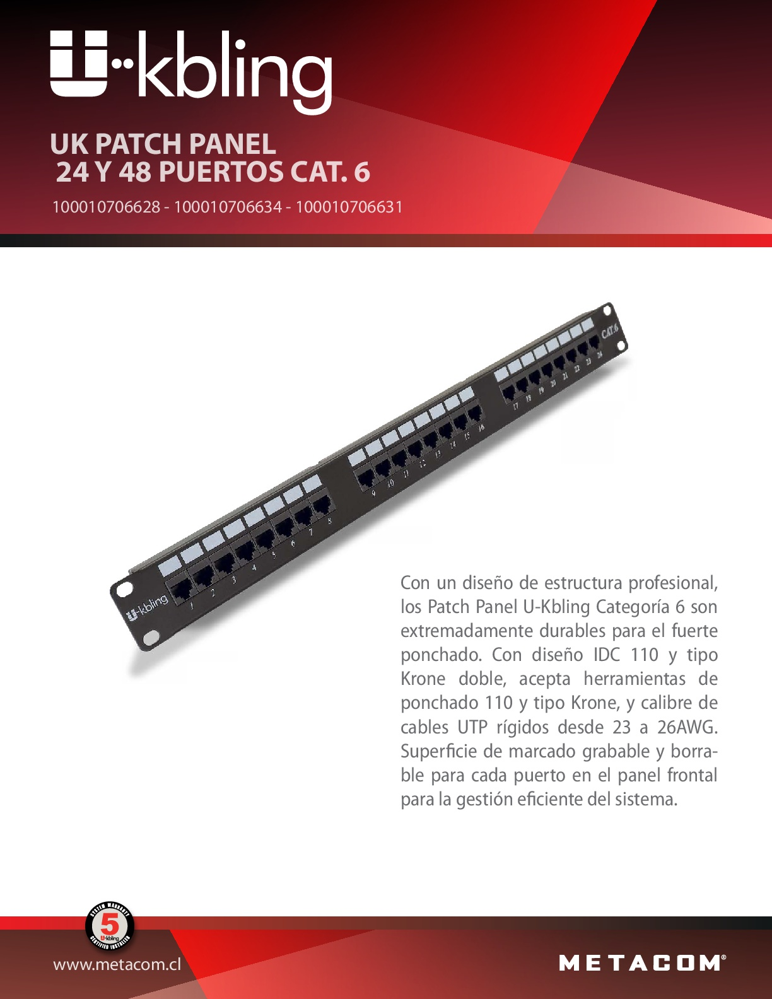 U-kbling
UK PATCH PANEL
24 Y 48 PUERTOS CAT. 6
100010706628 - 100010706634 - 100010706631
CAT.6
17 18 19 20 21 22 23 24
9 10 11 12 13 14 15 16
1 2 3 4 5 6 7 8
U-kbling
Con un diseño de estructura profesional,
los Patch Panel U-Kbling Categoría 6 son
extremadamente durables para el fuerte
ponchado. Con diseño IDC 110 y tipo
Krone doble, acepta herramientas de
ponchado 110 y tipo Krone, y calibre de
cables UTP rígidos desde 23 a 26AWG.
Superficie de marcado grabable y borra-
ble para cada puerto en el panel frontal
para la gestión eficiente del sistema.
SYSTEM WARRANTY
5
U-kbling
CERTIFIED INSTALLER
www.metacom.cl
METACOM®